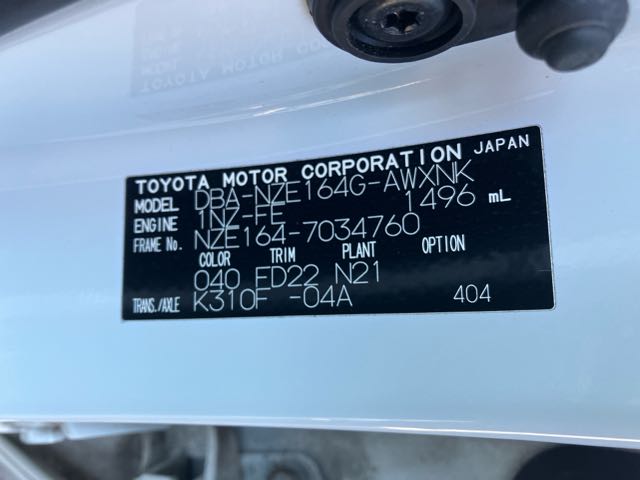 TOYOTA MOTOR CORPORATION JAPAN
MODEL DBA-NZE164G-AWXNK
ENGINE 1NZ-FE 1496 mL
FRAME No. NZE164-7034760
COLOR TRIM PLANT OPTION
040 FD22 N21
TRANS./AXLE K310F -04A 404